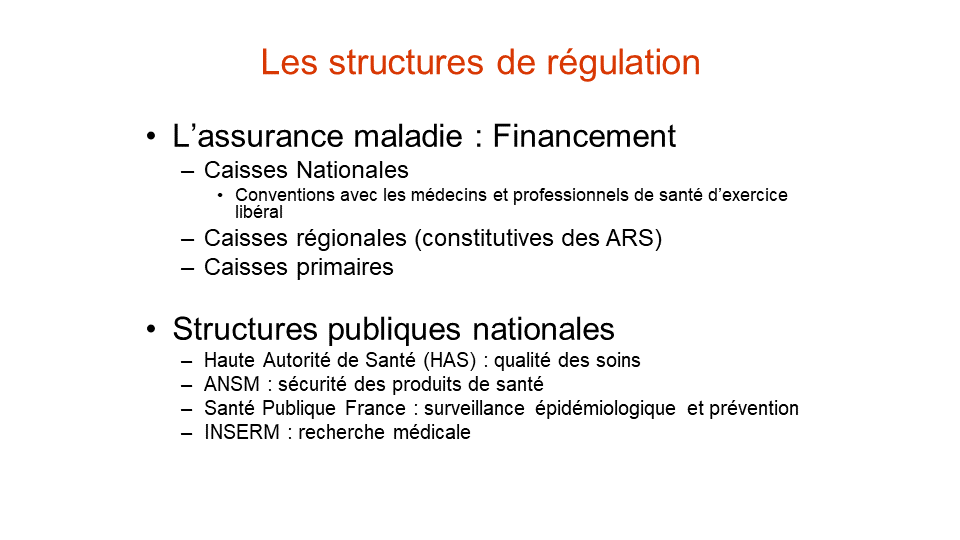 Les structures de régulation
• L’assurance maladie : Financement
– Caisses Nationales
• Conventions avec les médecins et professionnels de santé d’exercice
libéral
– Caisses régionales (constitutives des ARS)
– Caisses primaires
• Structures publiques nationales
– Haute Autorité de Santé (HAS) : qualité des soins
– ANSM : sécurité des produits de santé
– Santé Publique France : surveillance épidémiologique et prévention
– INSERM : recherche médicale